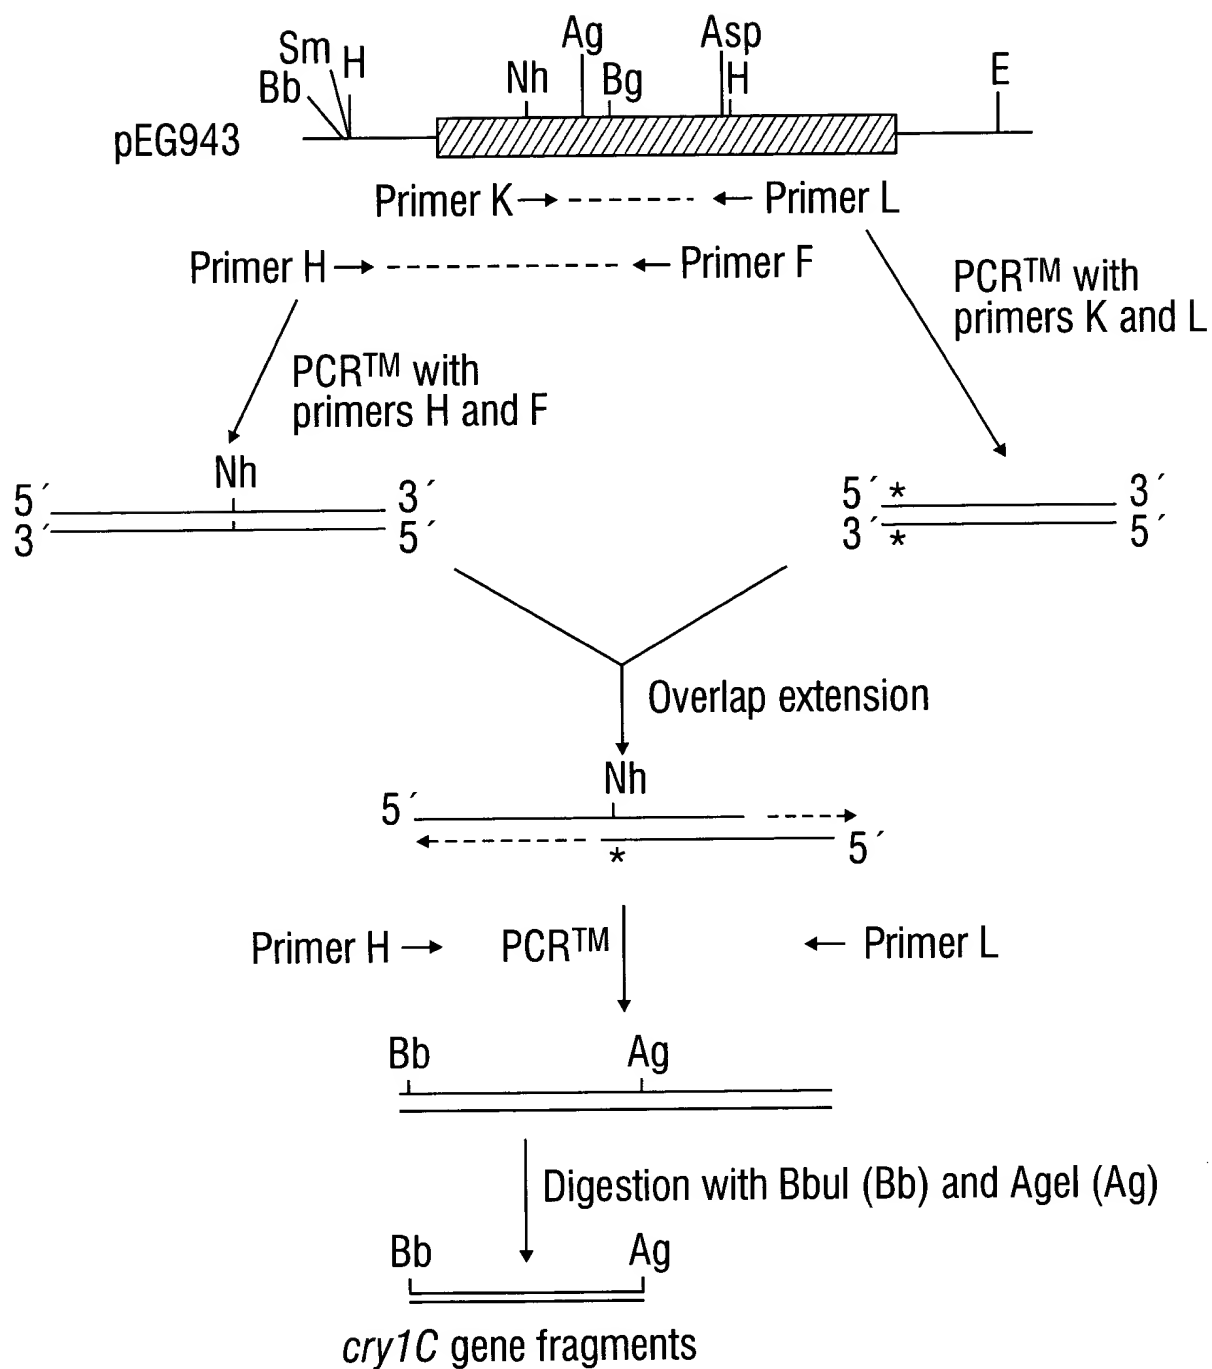 Ag Asp
Sm H
Nh Bg H E
Bb
pEG943
Primer K Primer L
Primer H Primer F
PCR™ with
primers K and L
PCR™ with
primers H and F
Nh
5´ 3´
3´ 5´
5´ * 3´
3´ * 5´
Overlap extension
Nh
5´
* 5´
Primer H PCR™ Primer L
Bb Ag
Digestion with BbuI (Bb) and AgeI (Ag)
Bb Ag
cry1C gene fragments